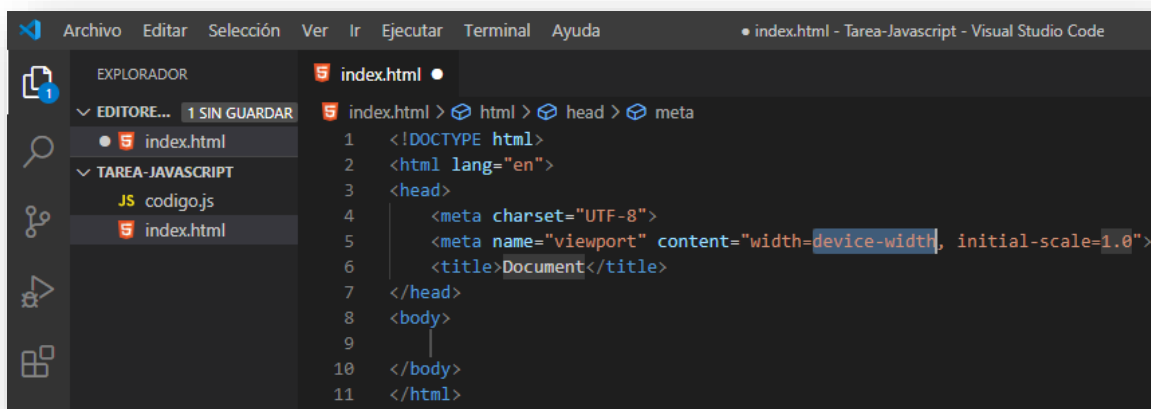 Archivo Editar Selección Ver Ir Ejecutar Terminal Ayuda ● index.html - Tarea-Javascript - Visual Studio Code
EXPLORADOR
EDITORE... 1 SIN GUARDAR
index.html
TAREA-JAVASCRIPT
JS codigo.js
index.html
1
index.html ●
index.html > html > head > meta
1 <!DOCTYPE html>
2 <html lang="en">
3 <head>
4 <meta charset="UTF-8">
5 <meta name="viewport" content="width=device-width, initial-scale=1.0">
6 <title>Document</title>
7 </head>
8 <body>
9
10 </body>
11 </html>